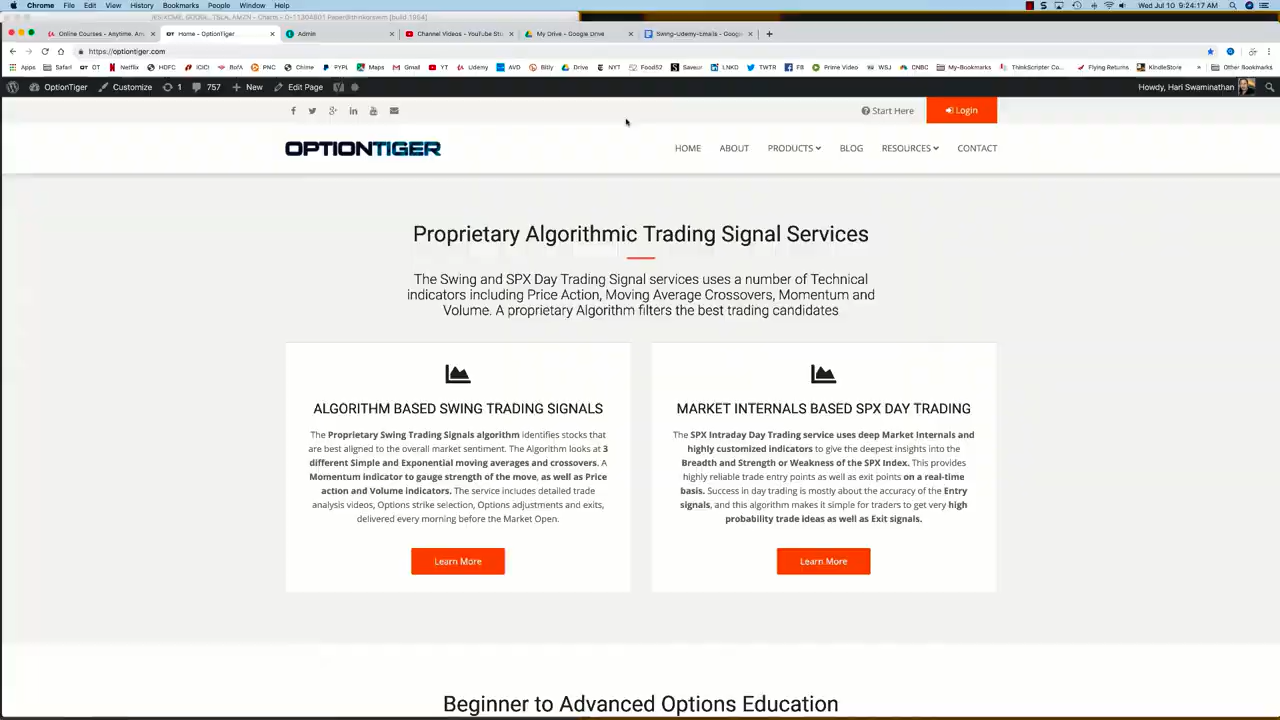 Chrome File Edit View History Bookmarks People Window Help Wed Jul 10 9:24:17 AM Hari Swaminathan
Online Courses - Anytime, An Home - OptionTiger Admin Channel Videos - YouTube Stu My Drive - Google Drive Swing-Udemy-Emails - Google
https://optiontiger.com
Apps Safari OT Netflix HDFC ICICI BofA PNC Chime PYPL Maps Gmail YT Udemy AVD Billy Drive NYT Food52 Saveur LNKD TWTR FB Prime Video WSJ CNBC My-Bookmarks ThinkScripter Co Flying Returns KindleStore » Other Bookmarks
OptionTiger Customize 1 757 New Edit Page Howdy, Hari Swaminathan
Start Here Login
OPTIONTIGER HOME ABOUT PRODUCTS BLOG RESOURCES CONTACT
Proprietary Algorithmic Trading Signal Services
The Swing and SPX Day Trading Signal services uses a number of Technical
indicators including Price Action, Moving Average Crossovers, Momentum and
Volume. A proprietary Algorithm filters the best trading candidates
ALGORITHM BASED SWING TRADING SIGNALS
The Proprietary Swing Trading Signals algorithm identifies stocks that
are best aligned to the overall market sentiment. The Algorithm looks at 3
different Simple and Exponential moving averages and crossovers. A
Momentum indicator to gauge strength of the move, as well as Price
action and Volume indicators. The service includes detailed trade
analysis videos, Options strike selection, Options adjustments and exits,
delivered every morning before the Market Open.
Learn More
MARKET INTERNALS BASED SPX DAY TRADING
The SPX Intraday Day Trading service uses deep Market Internals and
highly customized indicators to give the deepest insights into the
Breadth and Strength or Weakness of the SPX Index. This provides
highly reliable trade entry points as well as exit points on a real-time
basis. Success in day trading is mostly about the accuracy of the Entry
signals, and this algorithm makes it simple for traders to get very high
probability trade ideas as well as Exit signals.
Learn More
Beginner to Advanced Options Education